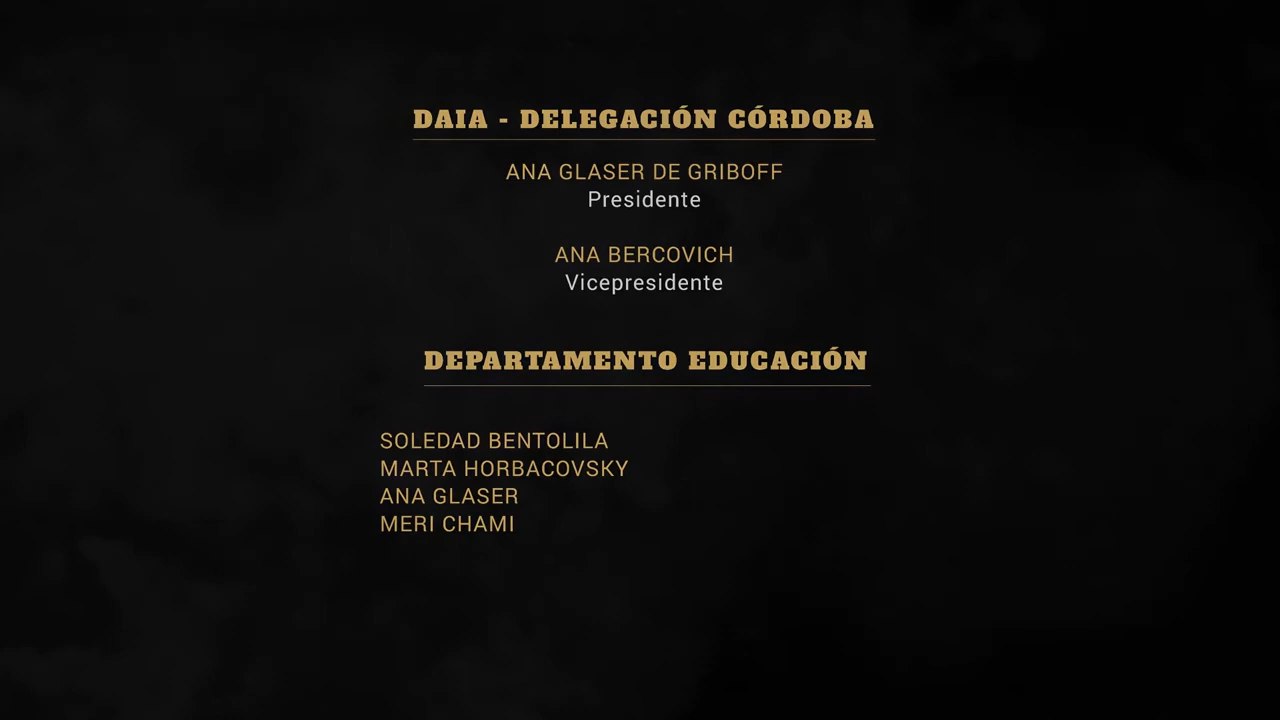 DAIA - DELEGACIÓN CÓRDOBA
ANA GLASER DE GRIBOFF
Presidente
ANA BERCOVICH
Vicepresidente
DEPARTAMENTO EDUCACIÓN
SOLEDAD BENTOLILA
MARTA HORBACOVSKY
ANA GLASER
MERI CHAMI